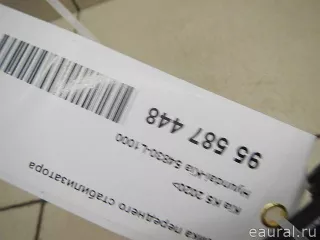 95 587 448
Hyundai-Kia 54830-L1000
Kia K5 2020>
переднего стабилизатора
eaural.ru